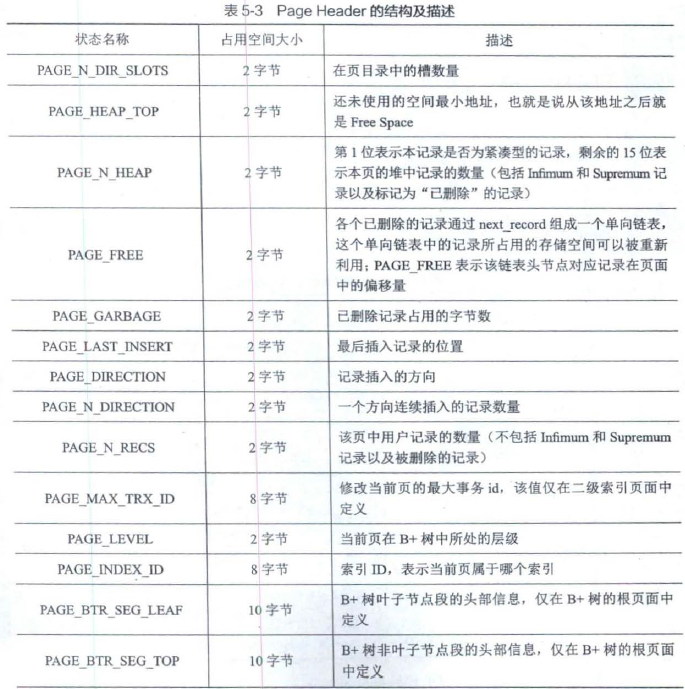 表 5-3 Page Header 的结构及描述
状态名称 占用空间大小 描述
PAGE_N_DIR_SLOTS 2 字节 在页目录中的槽数量
PAGE_HEAP_TOP 2 字节 还未使用的空间最小地址，也就是说从该地址之后就
是 Free Space
PAGE_N_HEAP 2 字节 第 1 位表示本记录是否为紧凑型的记录，剩余的 15 位表
示本页的堆中记录的数量（包括 Infimum 和 Supremum 记
录以及标记为“已删除”的记录）
PAGE_FREE 2 字节 各个已删除的记录通过 next_record 组成一个单向链表，
这个单向链表中的记录所占用的存储空间可以被重新
利用；PAGE_FREE 表示该链表头节点对应记录在页面
中的偏移量
PAGE_GARBAGE 2 字节 已删除记录占用的字节数
PAGE_LAST_INSERT 2 字节 最后插入记录的位置
PAGE_DIRECTION 2 字节 记录插入的方向
PAGE_N_DIRECTION 2 字节 一个方向连续插入的记录数量
PAGE_N_RECS 2 字节 该页中用户记录的数量（不包括 Infimum 和 Supremum
记录以及被删除的记录）
PAGE_MAX_TRX_ID 8 字节 修改当前页的最大事务 id，该值仅在二级索引页面中
定义
PAGE_LEVEL 2 字节 当前页在 B+ 树中所处的层级
PAGE_INDEX_ID 8 字节 索引 ID，表示当前页属于哪个索引
PAGE_BTR_SEG_LEAF 10 字节 B+ 树叶子节点段的头部信息，仅在 B+ 树的根页面中
定义
PAGE_BTR_SEG_TOP 10 字节 B+ 树非叶子节点段的头部信息，仅在 B+ 树的根页面
中定义